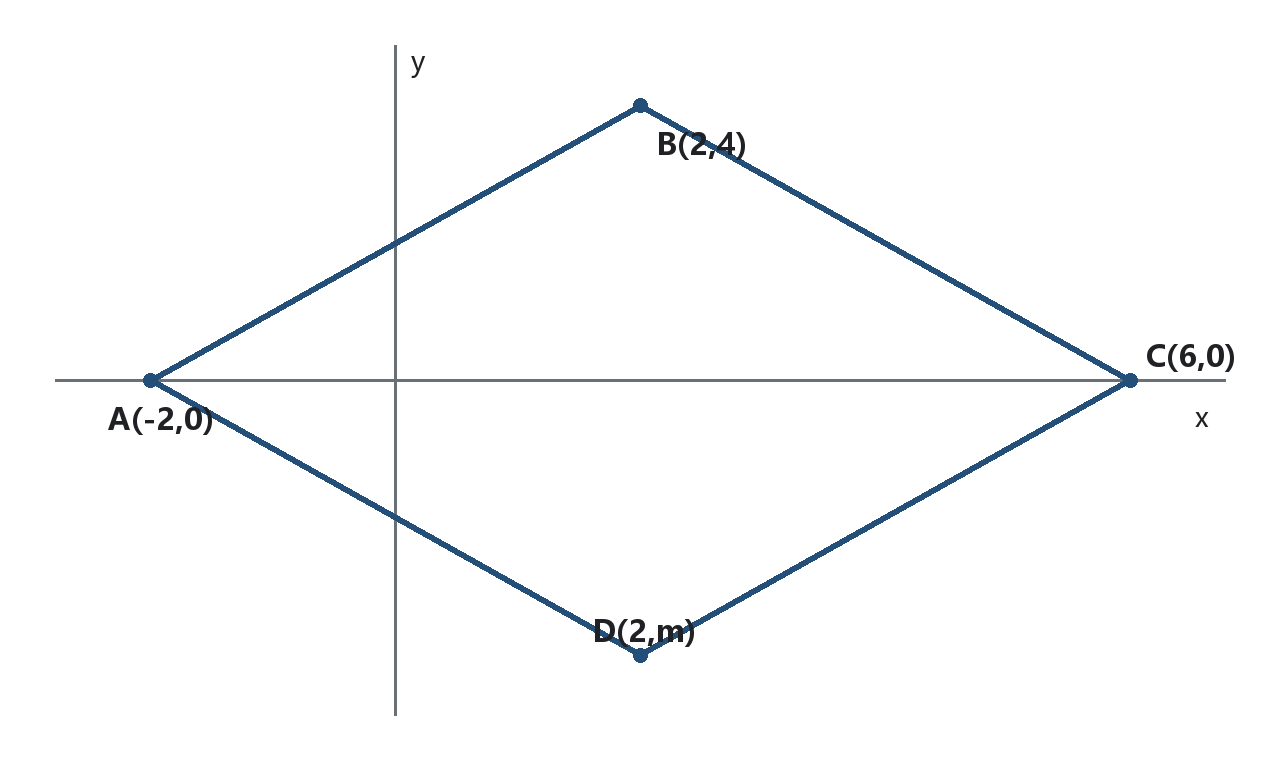 y
B(2,4)
C(6,0)
A(-2,0)
x
D(2,m)